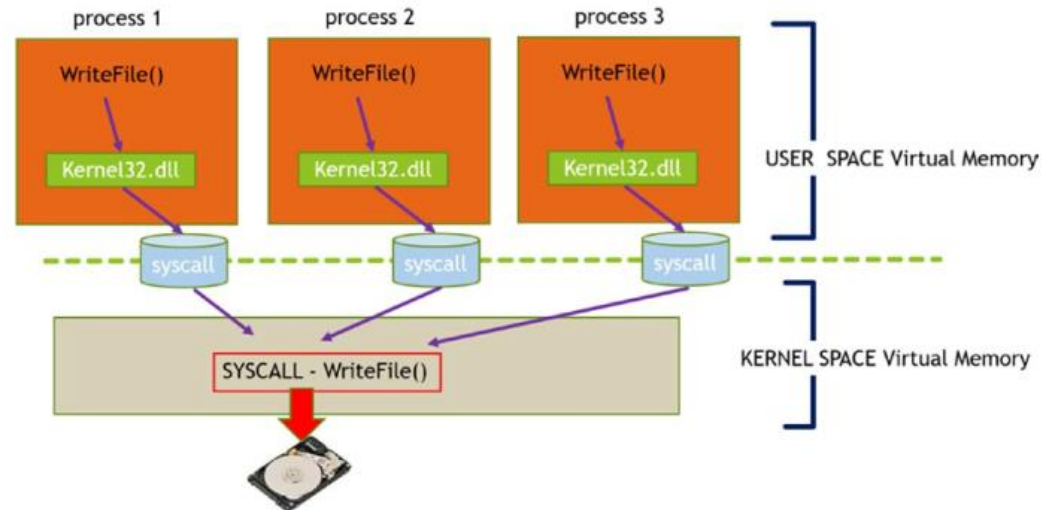 process 1
process 2
process 3
WriteFile()
WriteFile()
WriteFile()
Kernel32.dll
Kernel32.dll
Kernel32.dll
USER SPACE Virtual Memory
syscall
syscall
syscall
KERNEL SPACE Virtual Memory
SYSCALL - WriteFile()